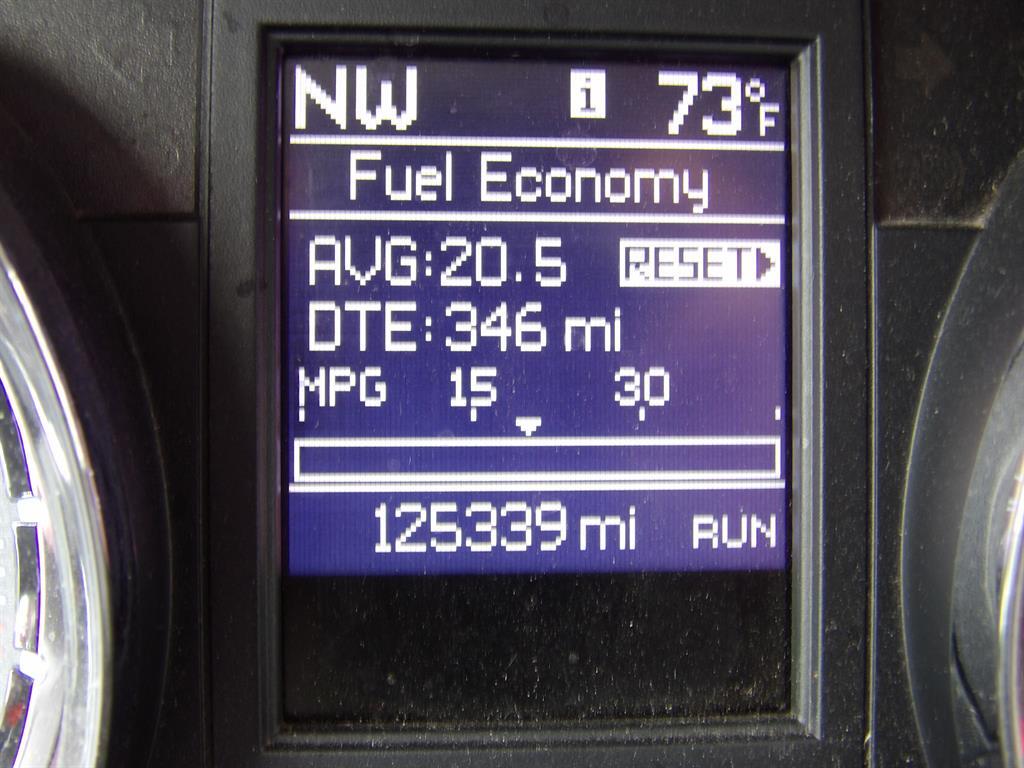 NW i 73°F
Fuel Economy
AVG:20.5 RESET
DTE:346 mi
MPG 15 30
125339 mi RUN